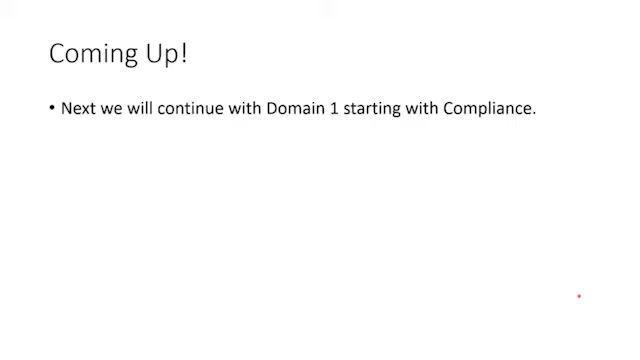 Coming Up!
• Next we will continue with Domain 1 starting with Compliance.